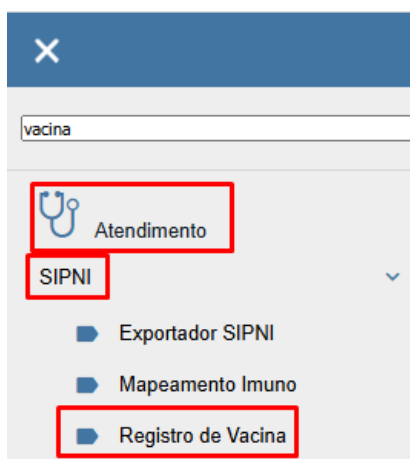 vacina
Atendimento
SIPNI
Exportador SIPNI
Mapeamento Imuno
Registro de Vacina